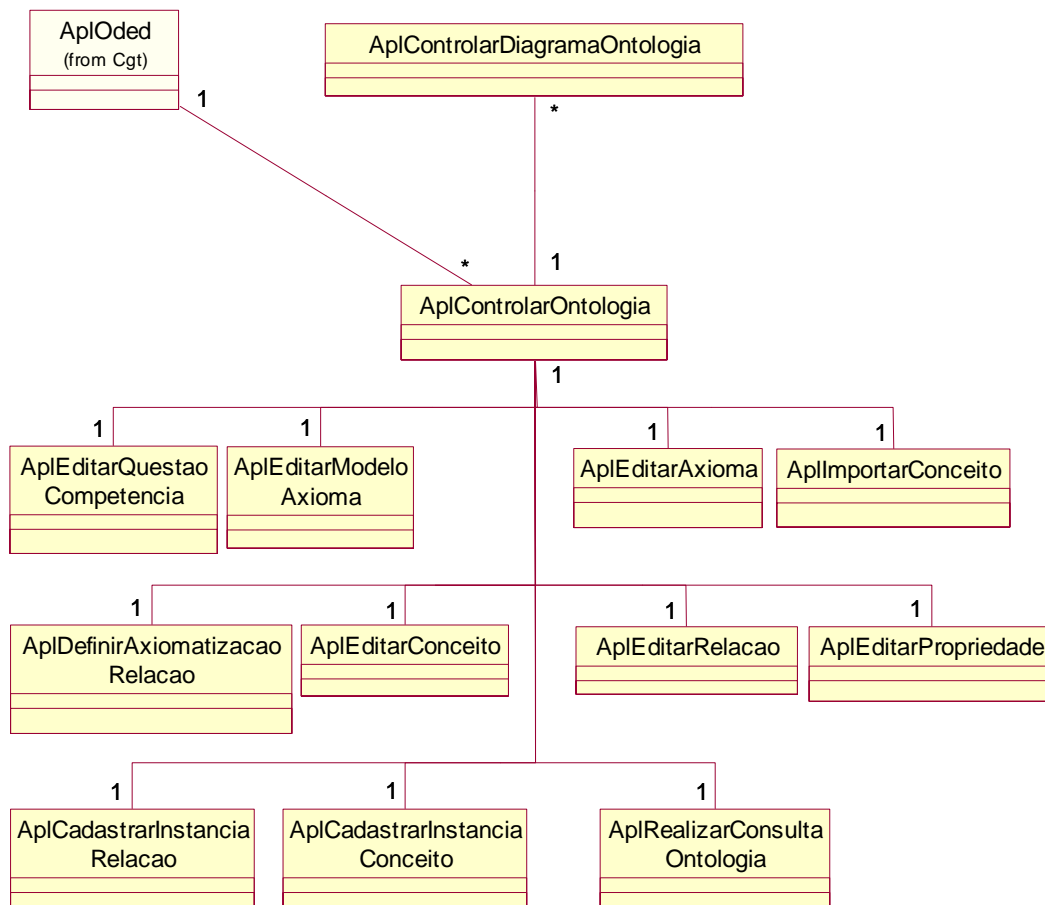 AplOded
(from Cgt)
AplControlarDiagramaOntologia
1
*
*
1
AplControlarOntologia
1
1
1
1
1
AplEditarQuestao
Competencia
AplEditarModelo
Axioma
AplEditarAxioma
AplImportarConceito
1
1
1
1
AplDefinirAxiomatizacao
Relacao
AplEditarConceito
AplEditarRelacao
AplEditarPropriedade
1
1
1
AplCadastrarInstancia
Relacao
AplCadastrarInstancia
Conceito
AplRealizarConsulta
Ontologia